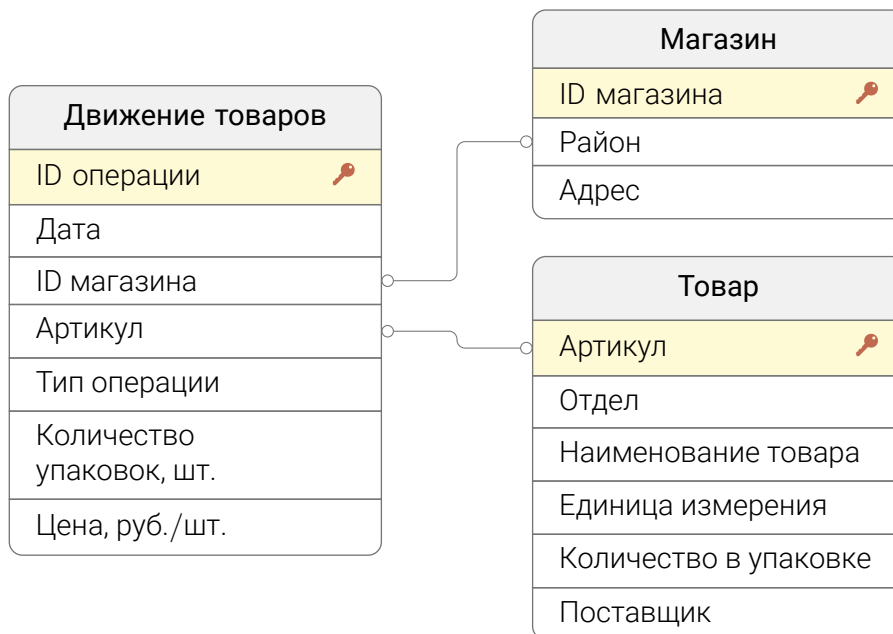 Движение товаров
ID операции
Дата
ID магазина
Артикул
Тип операции
Количество
упаковок, шт.
Цена, руб./шт.
Магазин
ID магазина
Район
Адрес
Товар
Артикул
Отдел
Наименование товара
Единица измерения
Количество в упаковке
Поставщик